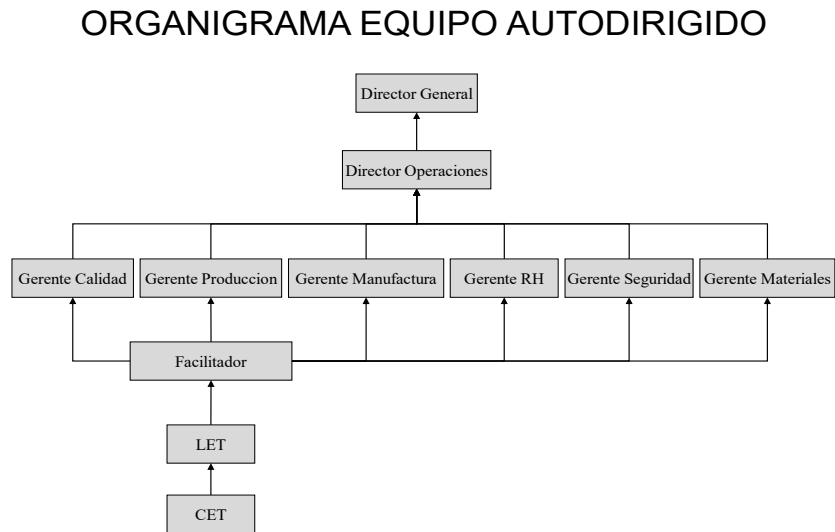 ORGANIGRAMA EQUIPO AUTODIRIGIDO
Director General
Director Operaciones
Gerente Calidad
Gerente Produccion
Gerente Manufactura
Gerente RH
Gerente Seguridad
Gerente Materiales
Facilitador
LET
CET